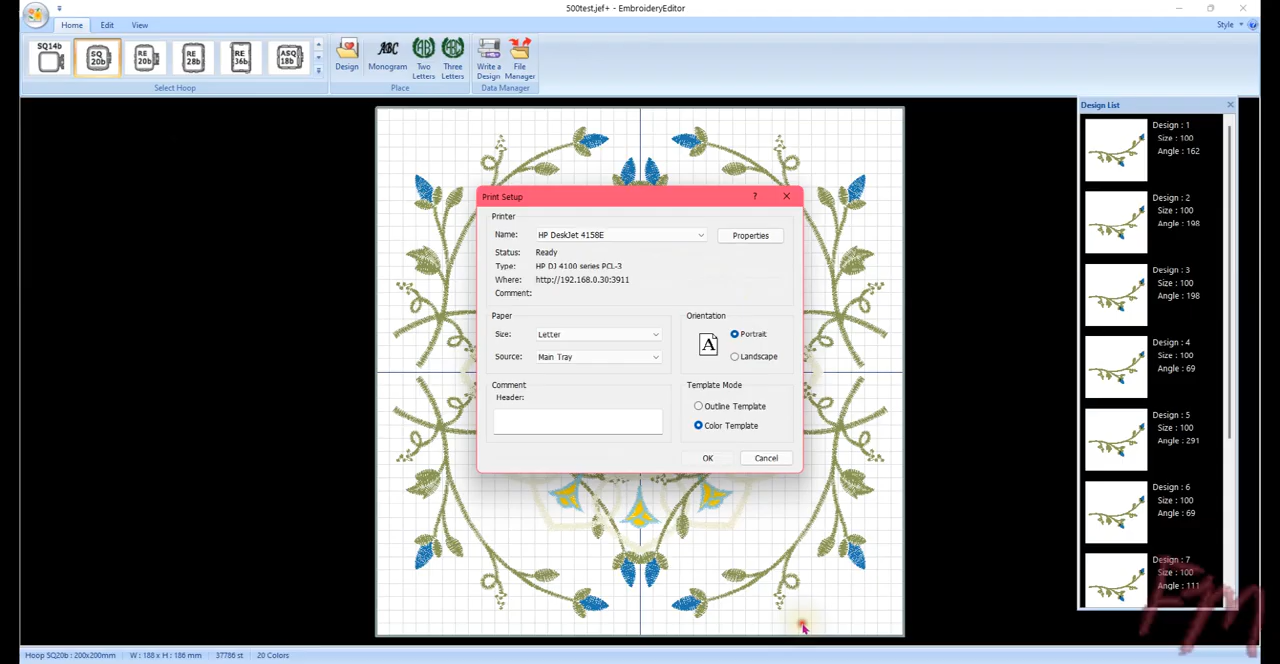 500test.jef+ - EmboideryEditor
Home Edit View
Style
SQ14b
SQ
20b
RE
20b
RE
28b
RE
36b
ASQ
18b
Select Hoop
Design
ABC
Monogram
Two
Letters
Three
Letters
Place
Write a
Design
File
Manager
Data Manager
Print Setup
Printer
Name: HP DeskJet 4158E
Properties
Status: Ready
Type: HP DJ 4100 series PCL-3
Where: http://192.168.0.30:3911
Comment:
Paper
Size: Letter
Source: Main Tray
Orientation
A
Portrait
Landscape
Comment
Header:
Template Mode
Outline Template
Color Template
OK
Cancel
Design List
Design : 1
Size : 100
Angle : 162
Design : 2
Size : 100
Angle : 198
Design : 3
Size : 100
Angle : 198
Design : 4
Size : 100
Angle : 69
Design : 5
Size : 100
Angle : 291
Design : 6
Size : 100
Angle : 69
Design : 7
Size : 100
Angle : 111
FM
Hoop SQ20b : 200x200mm W : 188 x H : 186 mm 37786 st 20 Colors